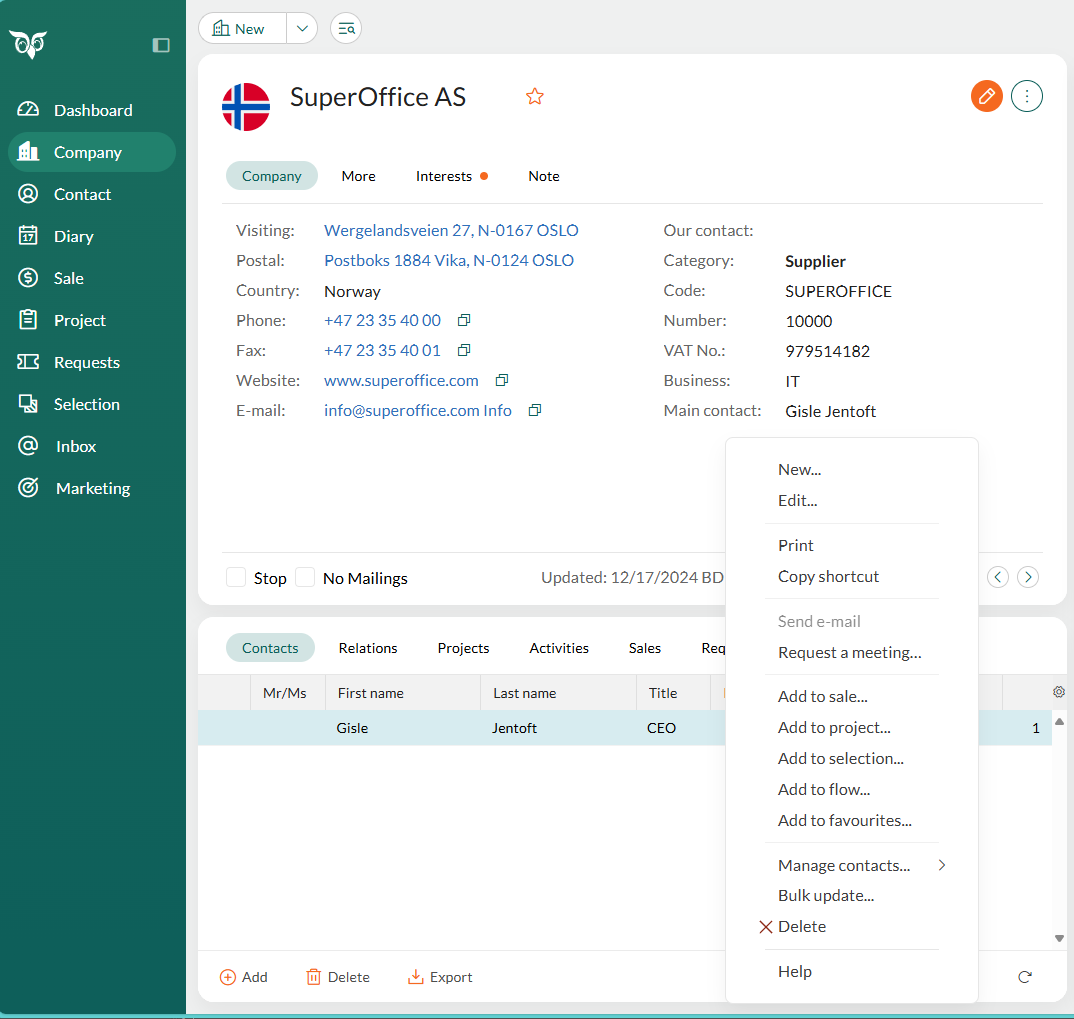 New
SuperOffice AS
Dashboard
Company
Contact
Diary
17
Sale
Project
Requests
Selection
Inbox
Marketing
Company More Interests Note
Visiting: Wergelandsveien 27, N-0167 OSLO
Postal: Postboks 1884 Vika, N-0124 OSLO
Country: Norway
Phone: +47 23 35 40 00
Fax: +47 23 35 40 01
Website: www.superoffice.com
E-mail: info@superoffice.com Info
Our contact:
Category: Supplier
Code: SUPEROFFICE
Number: 10000
VAT No.: 979514182
Business: IT
Main contact: Gisle Jentoft
Stop No Mailings Updated: 12/17/2024 BD
Contacts Relations Projects Activities Sales Req
Mr/Ms First name Last name Title
Gisle Jentoft CEO 1
Add Delete Export
New...
Edit...
Print
Copy shortcut
Send e-mail
Request a meeting...
Add to sale...
Add to project...
Add to selection...
Add to flow...
Add to favourites...
Manage contacts...
Bulk update...
Delete
Help